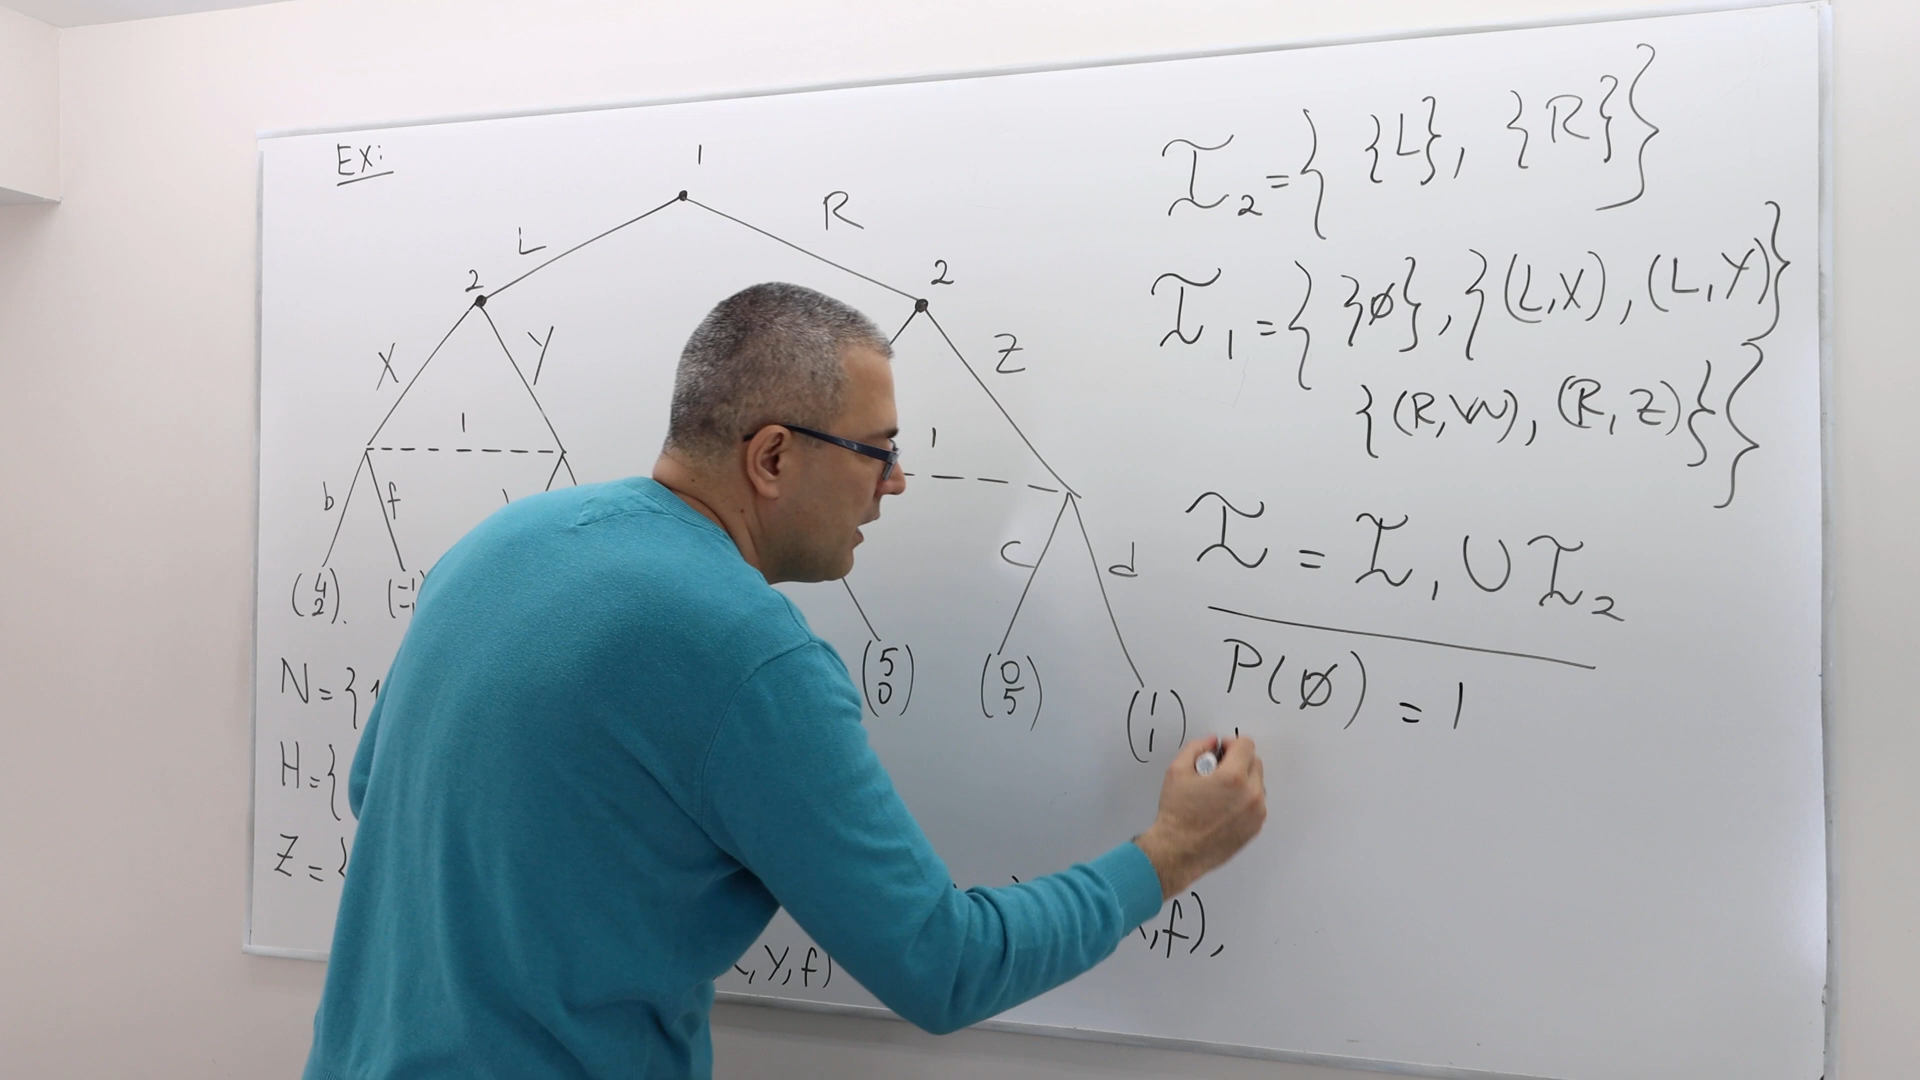 Ex:
1
L R
2 2
X Y Z
1 1
b f c d
(4 2). (5 0) (0 5) (1 1)
N = {1
H = {
Z = {
, Y, f)
, f),
𝓘₂ = { {L}, {R} }
𝓘₁ = { {ø}, {(L,X), (L,Y)}
{(R,W), (R,Z)} }
𝓘 = 𝓘₁ ∪ 𝓘₂
P(ø) = 1